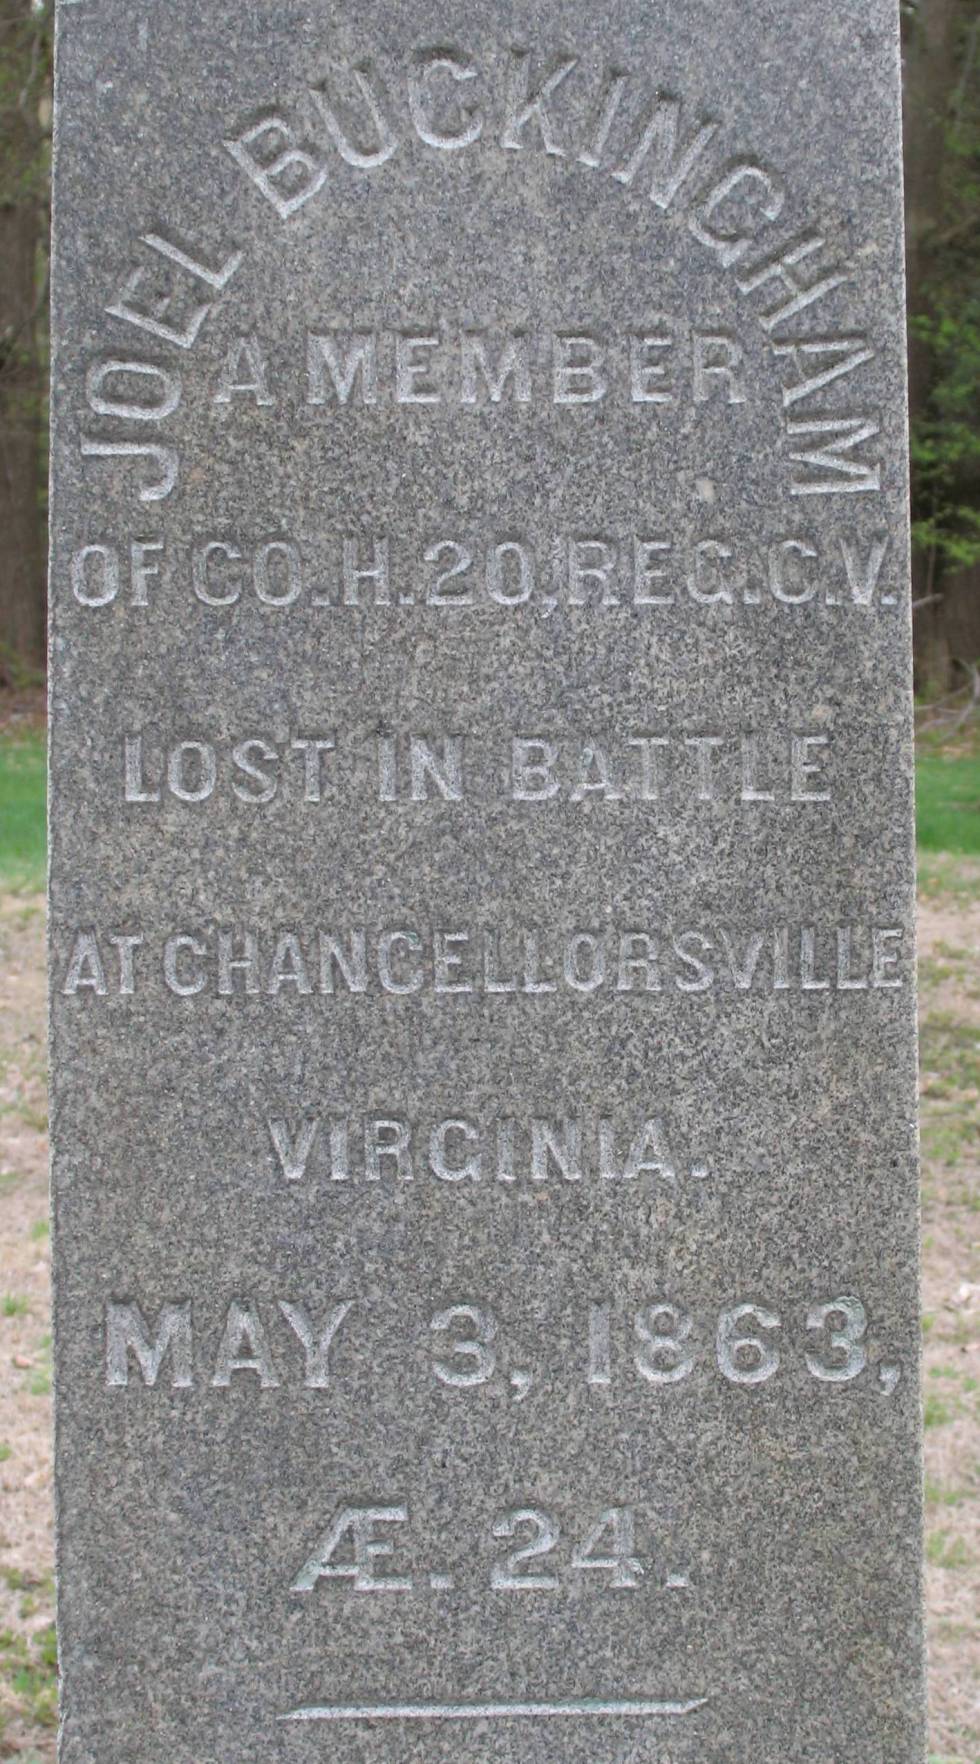 JOEL BUCKINGHAM
A MEMBER
OF CO. H. 20, REG. C.V.
LOST IN BATTLE
AT CHANCELLORSVILLE
VIRGINIA.
MAY 3, 1863,
Æ. 24.